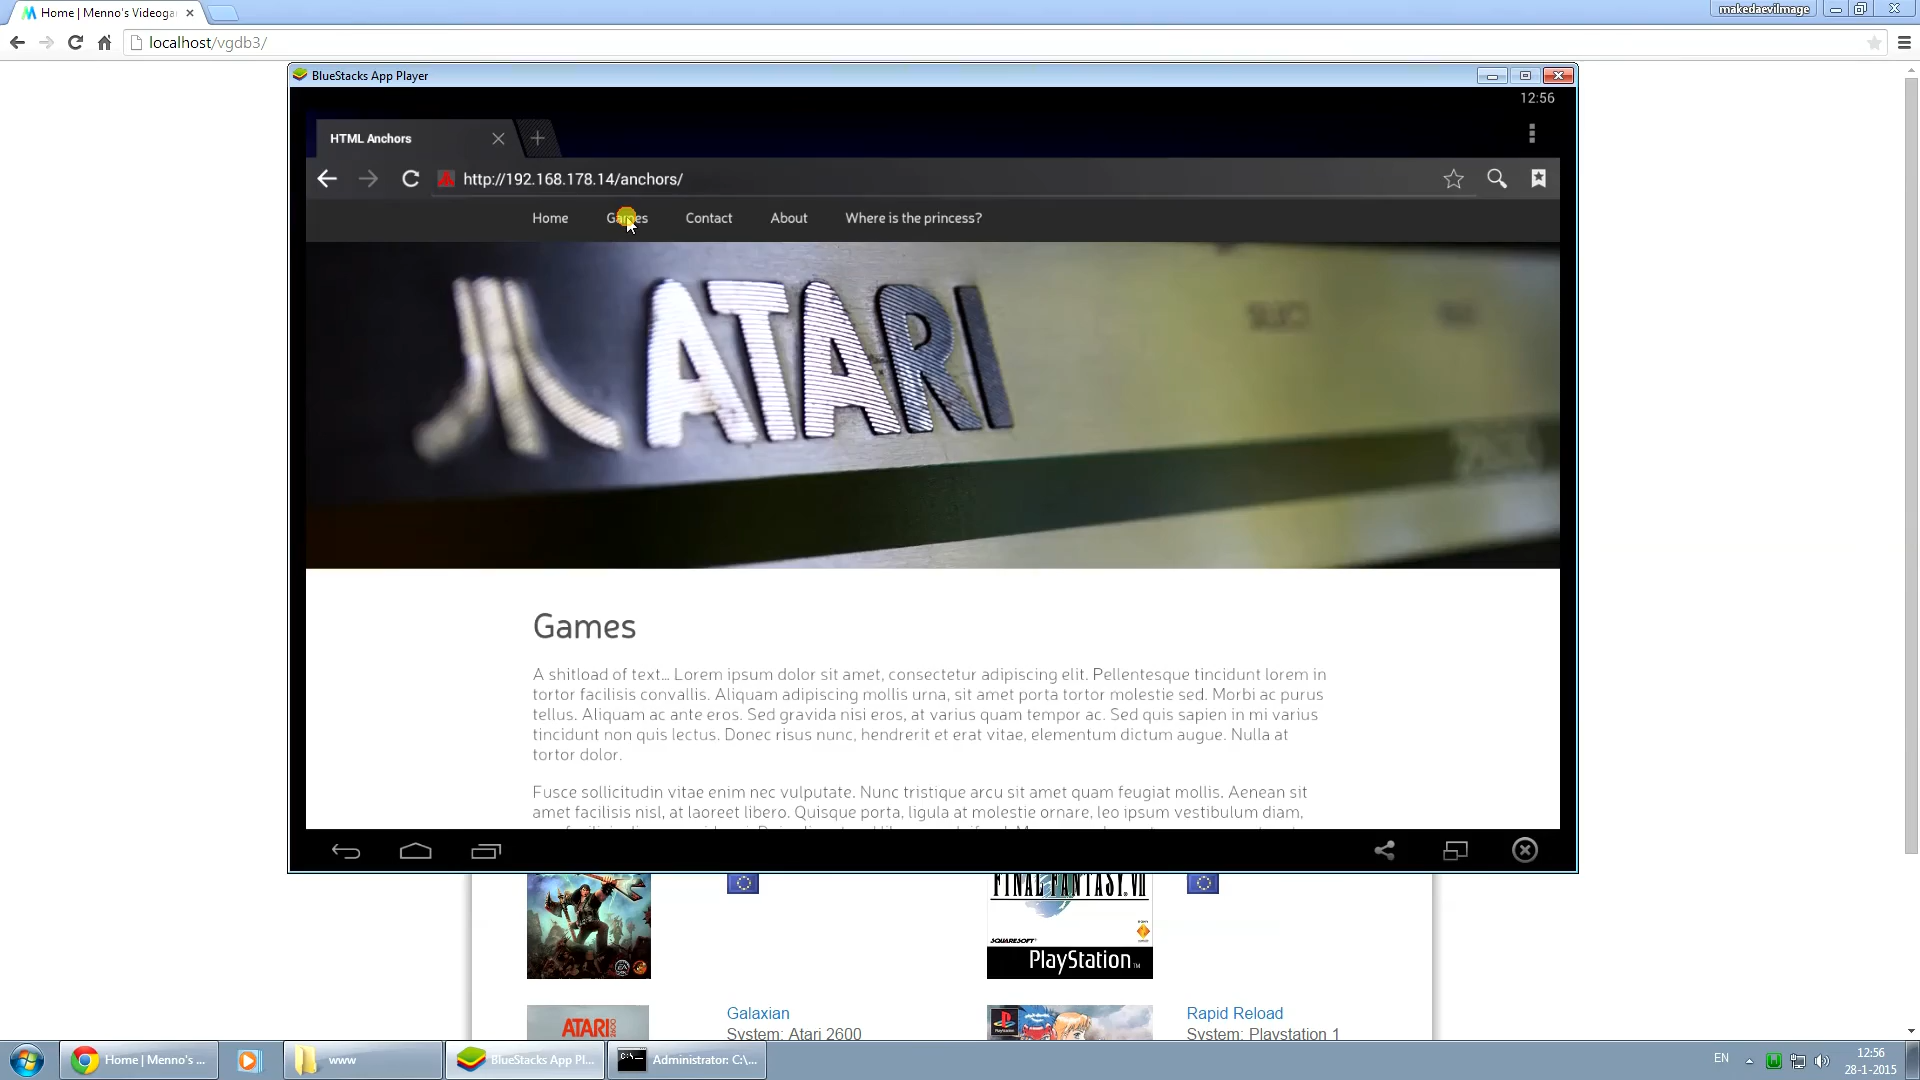 Home | Menno's Videoga
makedaevilmage
localhost/vgdb3/
BlueStacks App Player
12:56
HTML Anchors
http://192.168.178.14/anchors/
Home Games Contact About Where is the princess?
ATARI
Games
A shitload of text... Lorem ipsum dolor sit amet, consectetur adipiscing elit. Pellentesque tincidunt lorem in
tortor facilisis convallis. Aliquam adipiscing mollis urna, sit amet porta tortor molestie sed. Morbi ac purus
tellus. Aliquam ac ante eros. Sed gravida nisi eros, at varius quam tempor ac. Sed quis sapien in mi varius
tincidunt non quis lectus. Donec risus nunc, hendrerit et erat vitae, elementum dictum augue. Nulla at
tortor dolor.
Fusce sollicitudin vitae enim nec vulputate. Nunc tristique arcu sit amet quam feugiat mollis. Aenean sit
amet facilisis nisl, at laoreet libero. Quisque porta, ligula at molestie ornare, leo ipsum vestibulum diam,
FINAL FANTASY VII
SQUARESOFT
PlayStation
Galaxian
System: Atari 2600
ATARI
Rapid Reload
System: Playstation 1
Home | Menno's ...
www
BlueStacks App Pl...
Administrator: C:\...
EN
12:56
28-1-2015